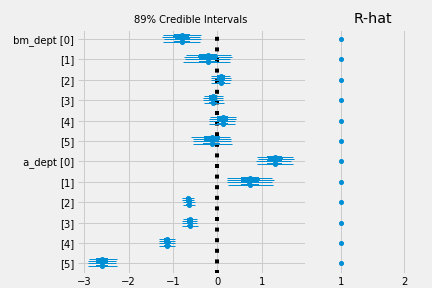 89% Credible Intervals
R-hat
bm_dept [0]
[1]
[2]
[3]
[4]
[5]
a_dept [0]
[1]
[2]
[3]
[4]
[5]
−3 −2 −1 0 1
1 2